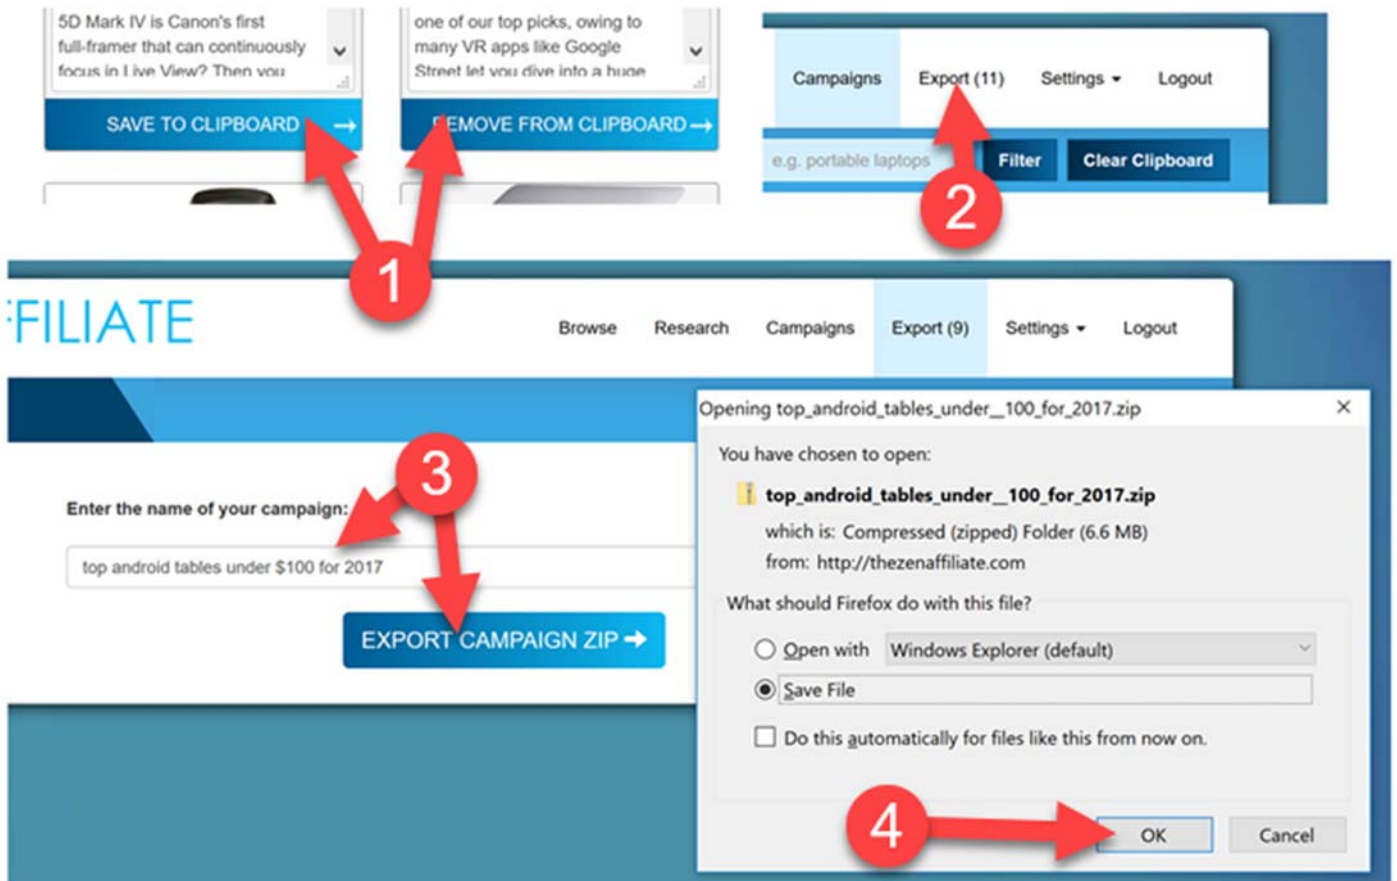 5D Mark IV is Canon's first
full-framer that can continuously
focus in Live View? Then you
SAVE TO CLIPBOARD →
one of our top picks, owing to
many VR apps like Google
Street let you dive into a huge
REMOVE FROM CLIPBOARD →
1
Campaigns Export (11) Settings Logout
e.g. portable laptops Filter Clear Clipboard
2
FFILIATE
Browse Research Campaigns Export (9) Settings Logout
3
Enter the name of your campaign:
top android tables under $100 for 2017
EXPORT CAMPAIGN ZIP →
Opening top_android_tables_under__100_for_2017.zip
You have chosen to open:
top_android_tables_under__100_for_2017.zip
which is: Compressed (zipped) Folder (6.6 MB)
from: http://thezenaffiliate.com
What should Firefox do with this file?
Open with Windows Explorer (default)
Save File
Do this automatically for files like this from now on.
4
OK Cancel